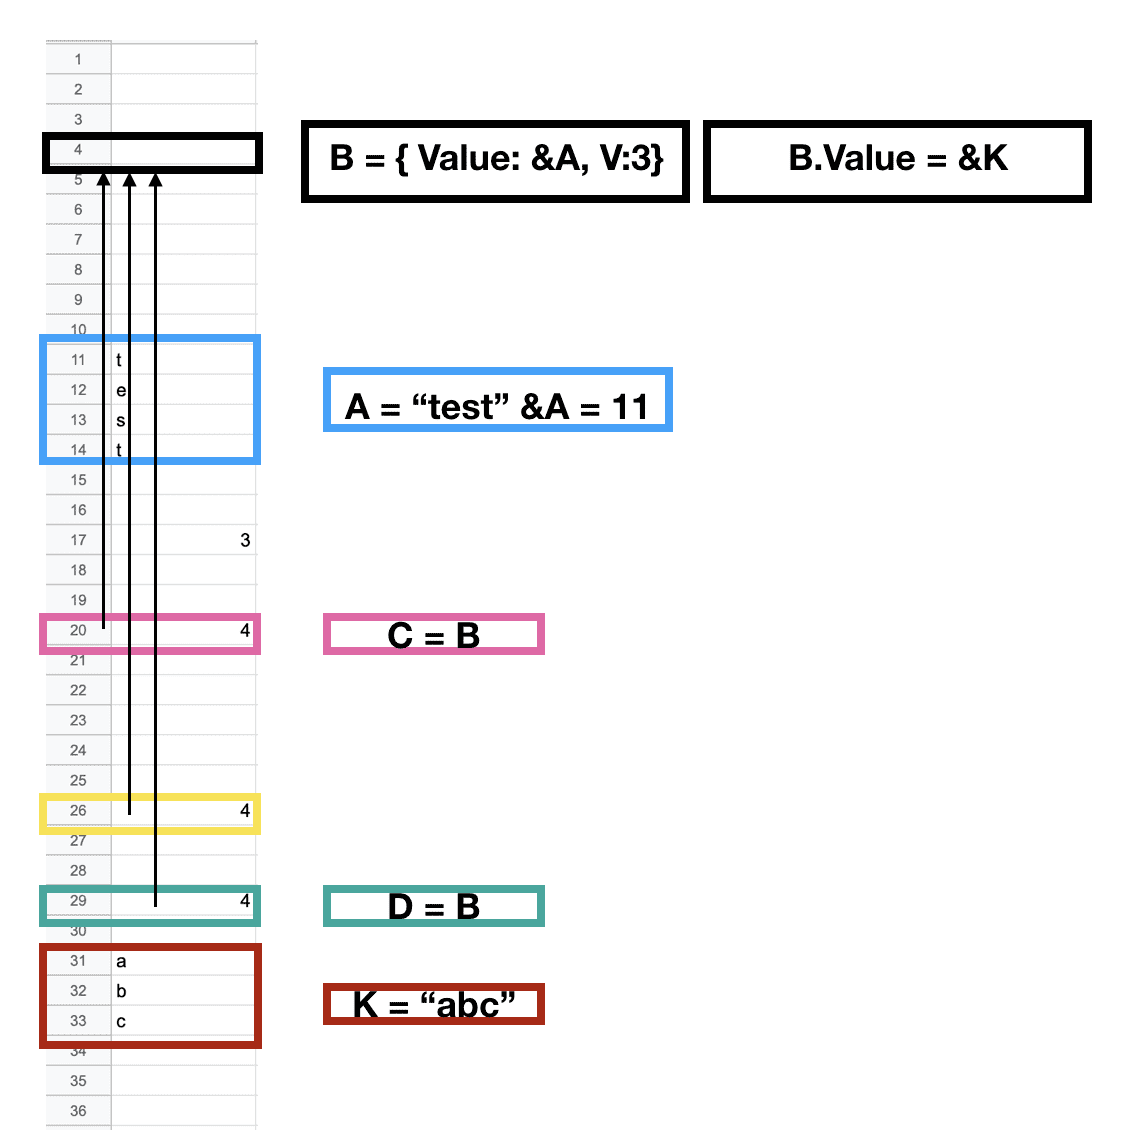 1
2
3
4
B = { Value: &A, V:3}
B.Value = &K
5
6
7
8
9
10
11 t
12 e
13 s
14 t
A = “test” &A = 11
15
16
17 3
18
19
20 4
C = B
21
22
23
24
25
26 4
27
28
29 4
D = B
30
31 a
32 b
33 c
K = “abc”
34
35
36